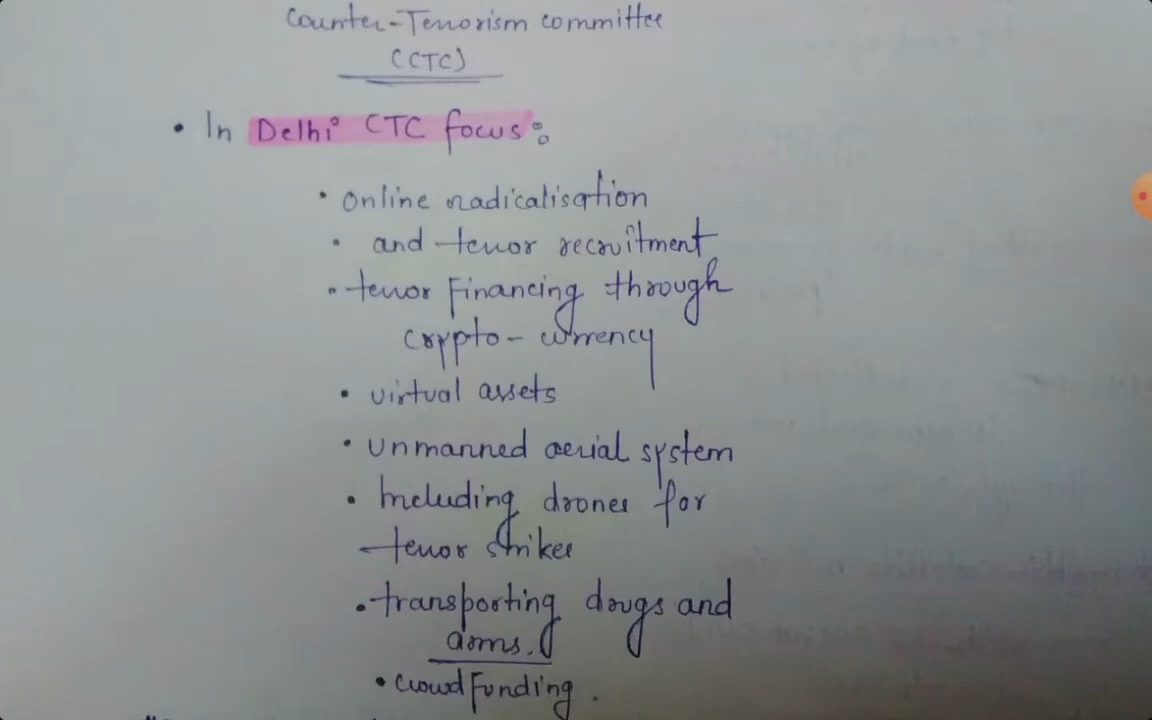 Counter-Terrorism committee
(CTC)
• In Delhi CTC focus:
• online radicalisation
• and terror recruitment
• terror Financing through
crypto-currency
• virtual assets
• unmanned aerial system
• Including drones for
terror strikes
• transporting drugs and
arms.
• crowdFunding.